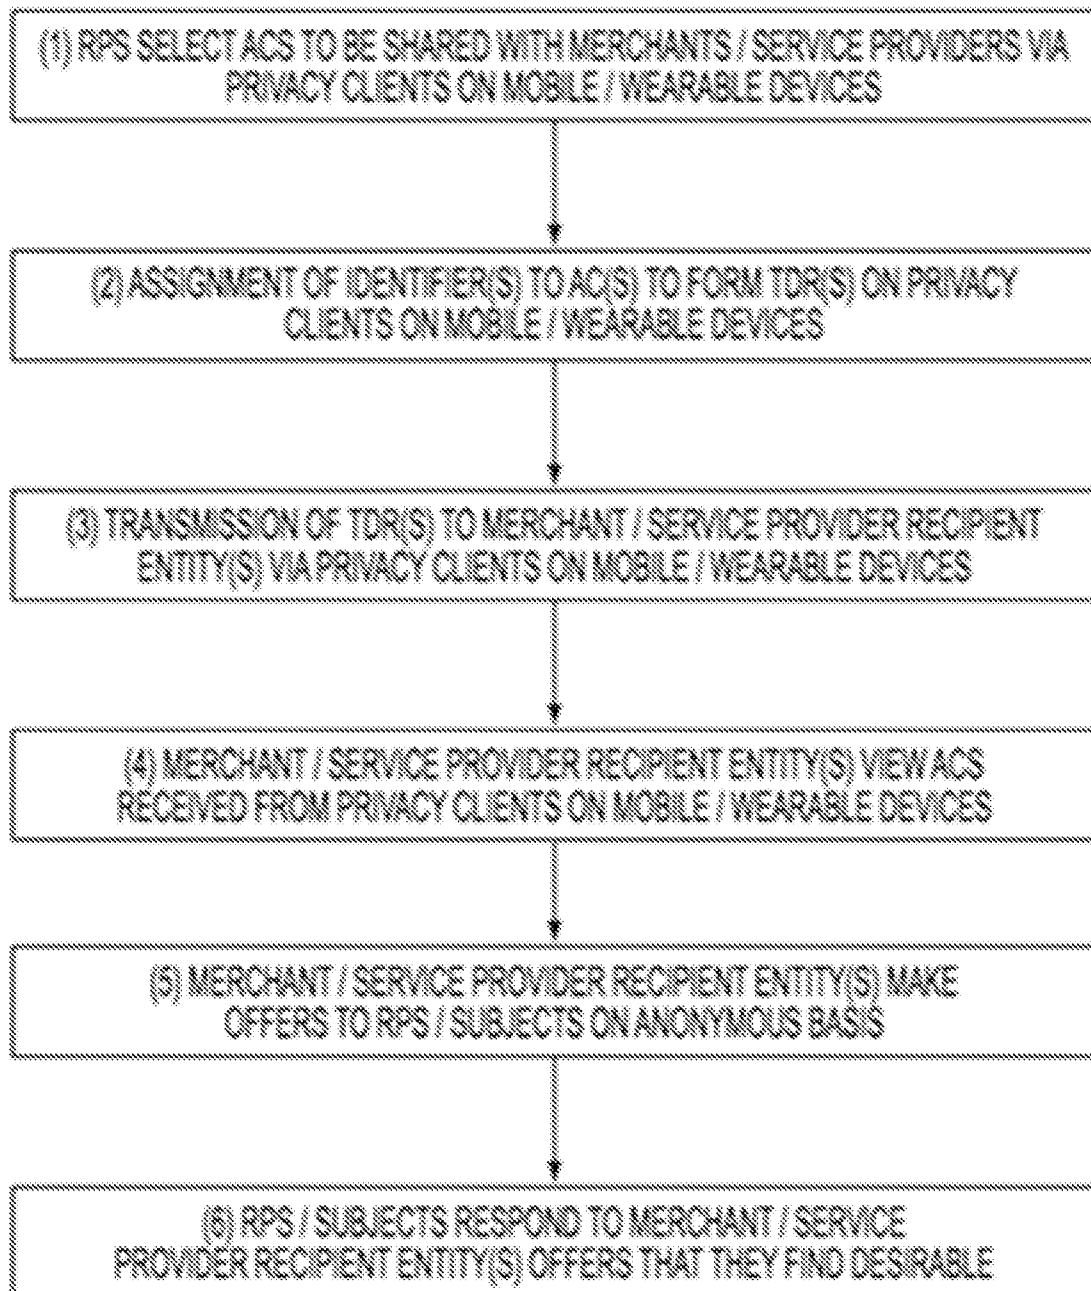 (1) RPS SELECT ACS TO BE SHARED WITH MERCHANTS / SERVICE PROVIDERS VIA
PRIVACY CLIENTS ON MOBILE / WEARABLE DEVICES
(2) ASSIGNMENT OF IDENTIFIER(S) TO AC(S) TO FORM TDR(S) ON PRIVACY
CLIENTS ON MOBILE / WEARABLE DEVICES
(3) TRANSMISSION OF TDR(S) TO MERCHANT / SERVICE PROVIDER RECIPIENT
ENTITY(S) VIA PRIVACY CLIENTS ON MOBILE / WEARABLE DEVICES
(4) MERCHANT / SERVICE PROVIDER RECIPIENT ENTITY(S) VIEW ACS
RECEIVED FROM PRIVACY CLIENTS ON MOBILE / WEARABLE DEVICES
(5) MERCHANT / SERVICE PROVIDER RECIPIENT ENTITY(S) MAKE
OFFERS TO RPS / SUBJECTS ON ANONYMOUS BASIS
(6) RPS / SUBJECTS RESPOND TO MERCHANT / SERVICE
PROVIDER RECIPIENT ENTITY(S) OFFERS THAT THEY FIND DESIRABLE